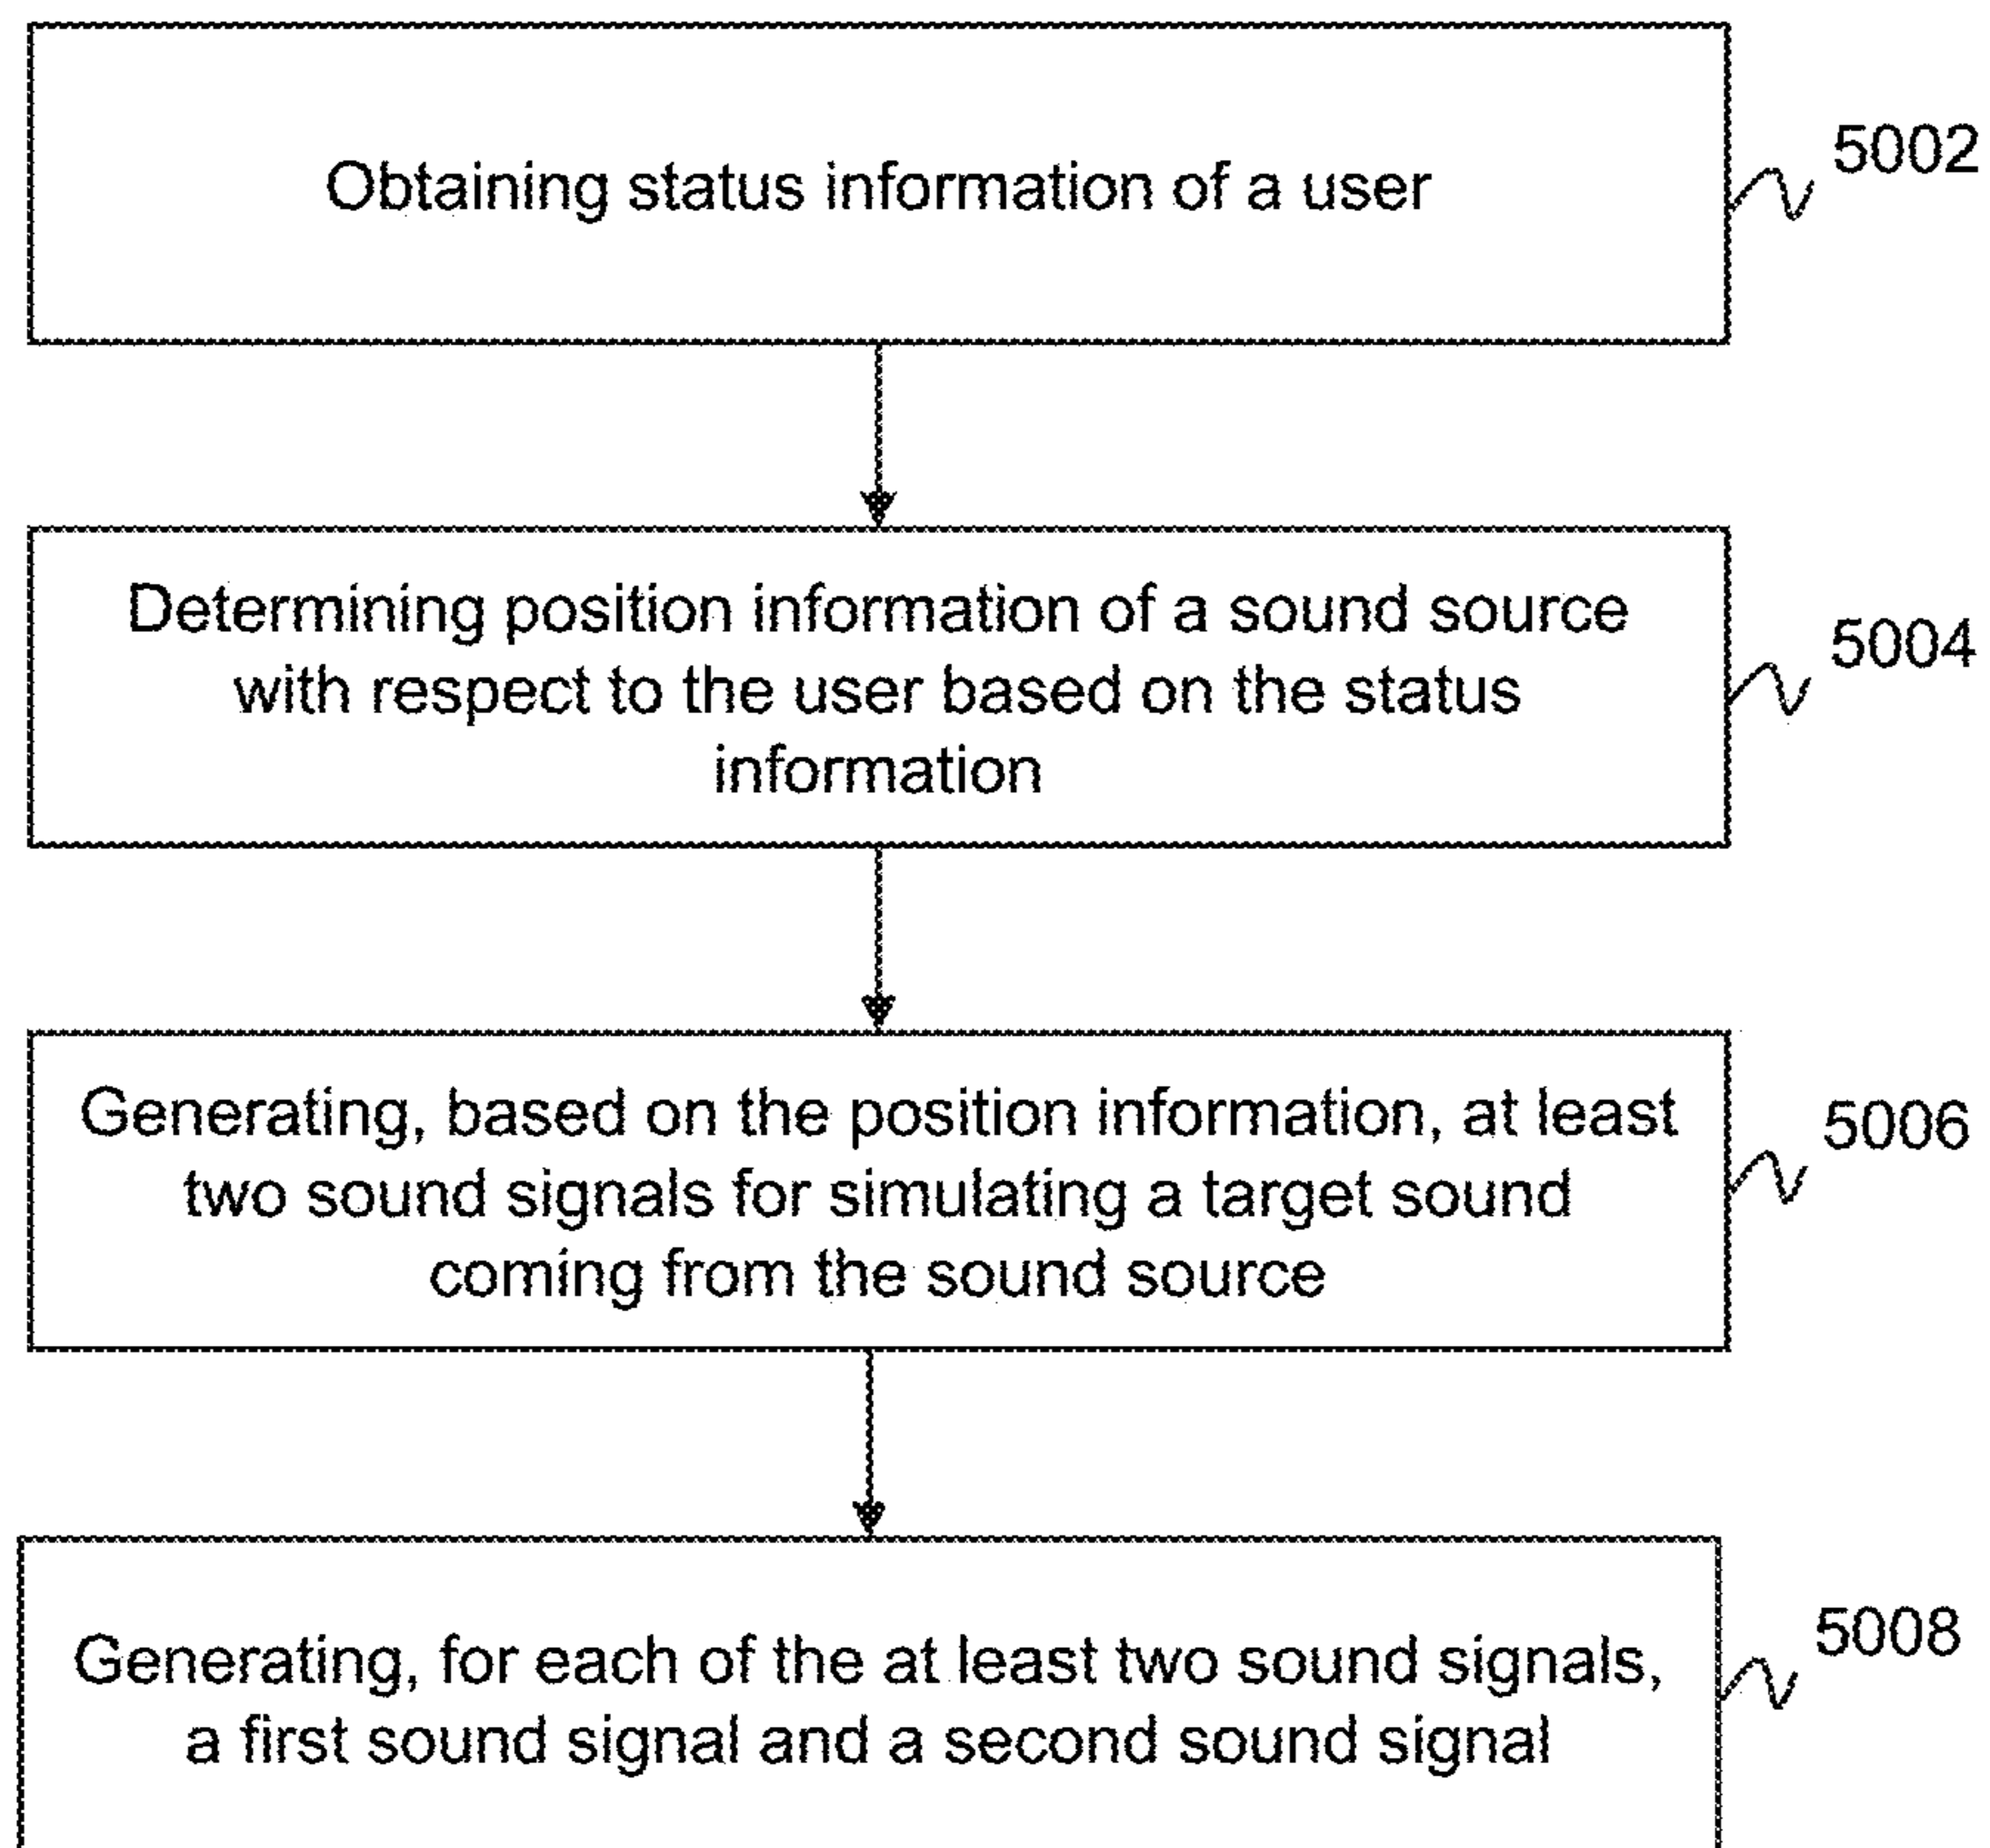 Obtaining status information of a user
5002
Determining position information of a sound source
with respect to the user based on the status
information
5004
Generating, based on the position information, at least
two sound signals for simulating a target sound
coming from the sound source
5006
Generating, for each of the at least two sound signals,
a first sound signal and a second sound signal
5008